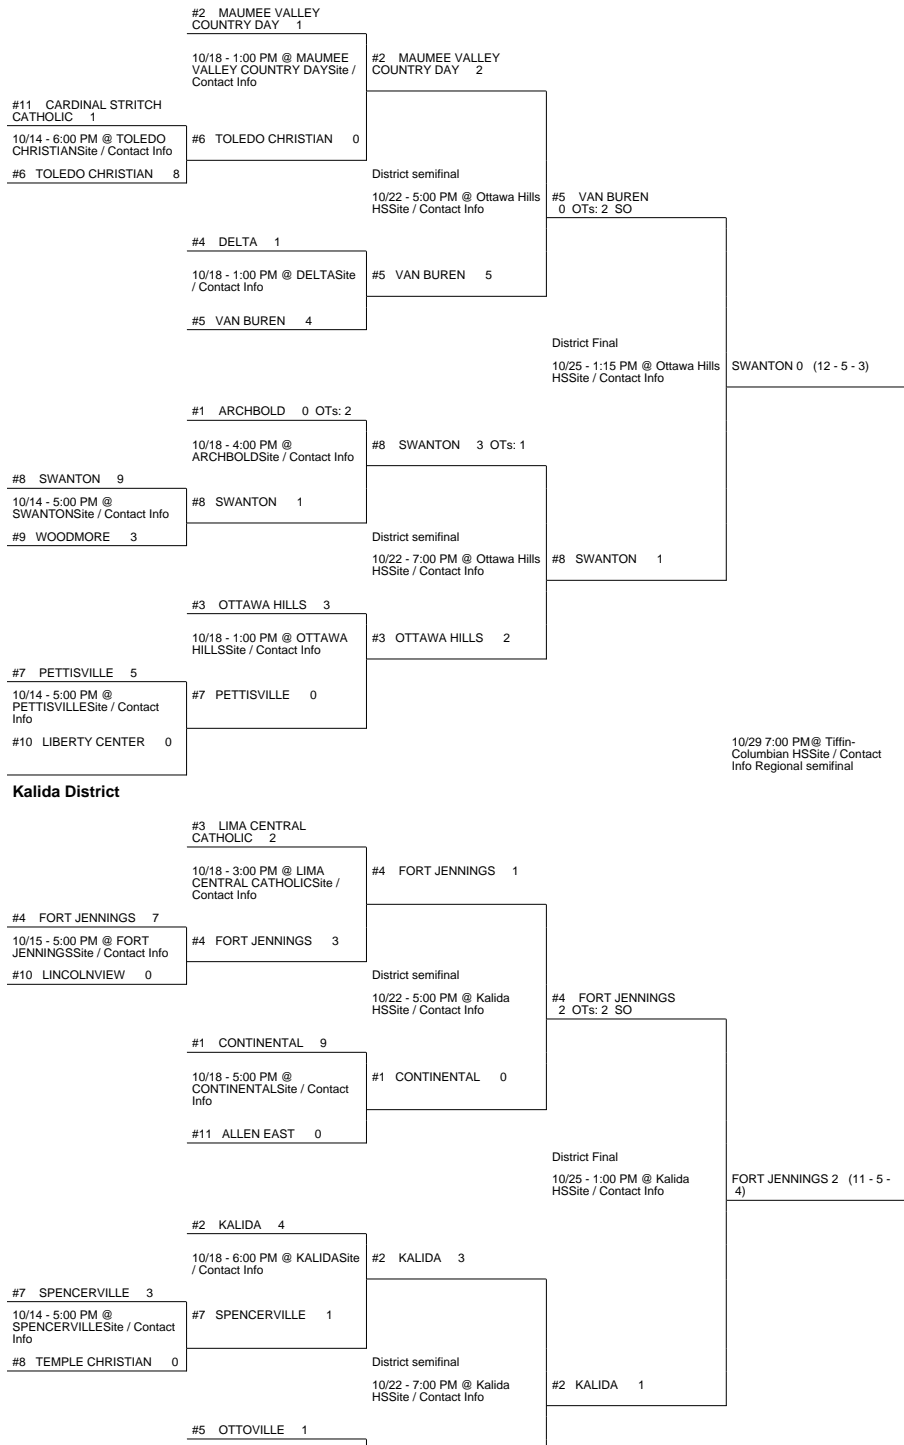 #2 MAUMEE VALLEY
COUNTRY DAY 1
10/18 - 1:00 PM @ MAUMEE
VALLEY COUNTRY DAYSite /
Contact Info
#2 MAUMEE VALLEY
COUNTRY DAY 2
#11 CARDINAL STRITCH
CATHOLIC 1
10/14 - 6:00 PM @ TOLEDO
CHRISTIANSite / Contact Info
#6 TOLEDO CHRISTIAN 0
#6 TOLEDO CHRISTIAN 8
District semifinal
10/22 - 5:00 PM @ Ottawa Hills
HSSite / Contact Info
#5 VAN BUREN
0 OTs: 2 SO
#4 DELTA 1
10/18 - 1:00 PM @ DELTASite
/ Contact Info
#5 VAN BUREN 5
#5 VAN BUREN 4
District Final
10/25 - 1:15 PM @ Ottawa Hills
HSSite / Contact Info
SWANTON 0 (12 - 5 - 3)
#1 ARCHBOLD 0 OTs: 2
10/18 - 4:00 PM @
ARCHBOLDSite / Contact Info
#8 SWANTON 3 OTs: 1
#8 SWANTON 9
10/14 - 5:00 PM @
SWANTONSite / Contact Info
#8 SWANTON 1
#9 WOODMORE 3
District semifinal
10/22 - 7:00 PM @ Ottawa Hills
HSSite / Contact Info
#8 SWANTON 1
#3 OTTAWA HILLS 3
10/18 - 1:00 PM @ OTTAWA
HILLSSite / Contact Info
#3 OTTAWA HILLS 2
#7 PETTISVILLE 5
10/14 - 5:00 PM @
PETTISVILLESite / Contact
Info
#7 PETTISVILLE 0
#10 LIBERTY CENTER 0
10/29 7:00 PM@ Tiffin-
Columbian HSSite / Contact
Info Regional semifinal
Kalida District
#3 LIMA CENTRAL
CATHOLIC 2
10/18 - 3:00 PM @ LIMA
CENTRAL CATHOLICSite /
Contact Info
#4 FORT JENNINGS 1
#4 FORT JENNINGS 7
10/15 - 5:00 PM @ FORT
JENNINGSSite / Contact Info
#4 FORT JENNINGS 3
#10 LINCOLNVIEW 0
District semifinal
10/22 - 5:00 PM @ Kalida
HSSite / Contact Info
#4 FORT JENNINGS
2 OTs: 2 SO
#1 CONTINENTAL 9
10/18 - 5:00 PM @
CONTINENTALSite / Contact
Info
#1 CONTINENTAL 0
#11 ALLEN EAST 0
District Final
10/25 - 1:00 PM @ Kalida
HSSite / Contact Info
FORT JENNINGS 2 (11 - 5 -
4)
#2 KALIDA 4
10/18 - 6:00 PM @ KALIDASite
/ Contact Info
#2 KALIDA 3
#7 SPENCERVILLE 3
10/14 - 5:00 PM @
SPENCERVILLESite / Contact
Info
#7 SPENCERVILLE 1
#8 TEMPLE CHRISTIAN 0
District semifinal
10/22 - 7:00 PM @ Kalida
HSSite / Contact Info
#2 KALIDA 1
#5 OTTOVILLE 1